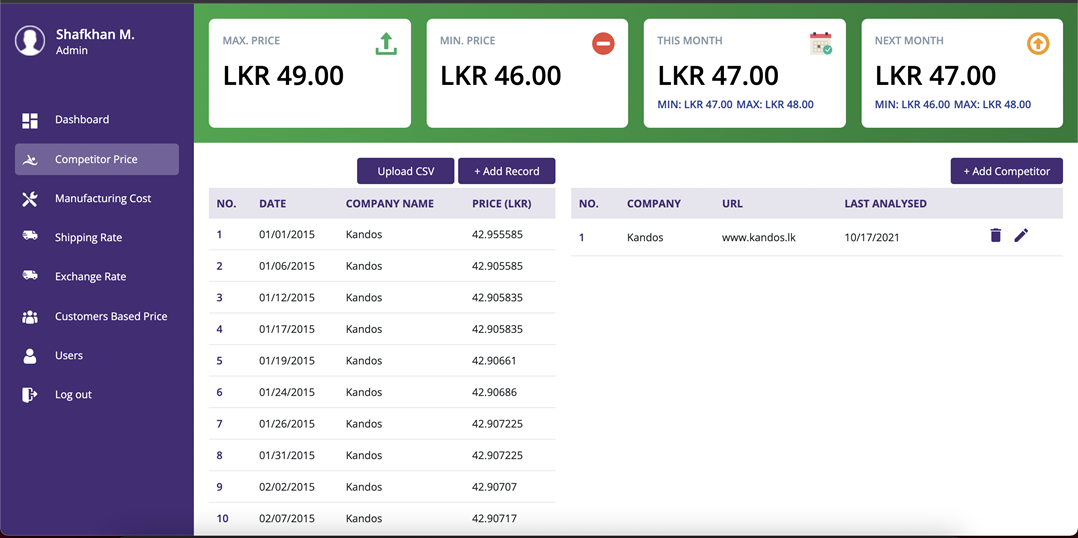 Shafkhan M.
Admin
Dashboard
Competitor Price
Manufacturing Cost
Shipping Rate
Exchange Rate
Customers Based Price
Users
Log out
MAX. PRICE
LKR 49.00
MIN. PRICE
LKR 46.00
THIS MONTH
LKR 47.00
MIN: LKR 47.00 MAX: LKR 48.00
NEXT MONTH
LKR 47.00
MIN: LKR 46.00 MAX: LKR 48.00
Upload CSV + Add Record
NO. DATE COMPANY NAME PRICE (LKR)
1 01/01/2015 Kandos 42.955585
2 01/06/2015 Kandos 42.905585
3 01/12/2015 Kandos 42.905835
4 01/17/2015 Kandos 42.905835
5 01/19/2015 Kandos 42.90661
6 01/24/2015 Kandos 42.90686
7 01/26/2015 Kandos 42.907225
8 01/31/2015 Kandos 42.907225
9 02/02/2015 Kandos 42.90707
10 02/07/2015 Kandos 42.90717
+ Add Competitor
NO. COMPANY URL LAST ANALYSED
1 Kandos www.kandos.lk 10/17/2021